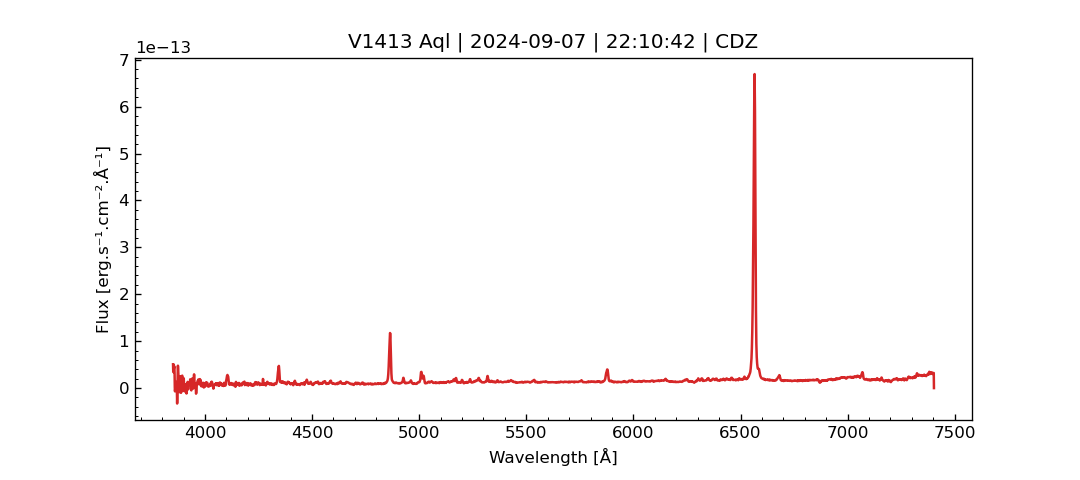 V1413 Aql | 2024-09-07 | 22:10:42 | CDZ
1e−13
7
6
5
4
3
2
1
0
Flux [erg.s⁻¹.cm⁻².Å⁻¹]
4000 4500 5000 5500 6000 6500 7000 7500
Wavelength [Å]